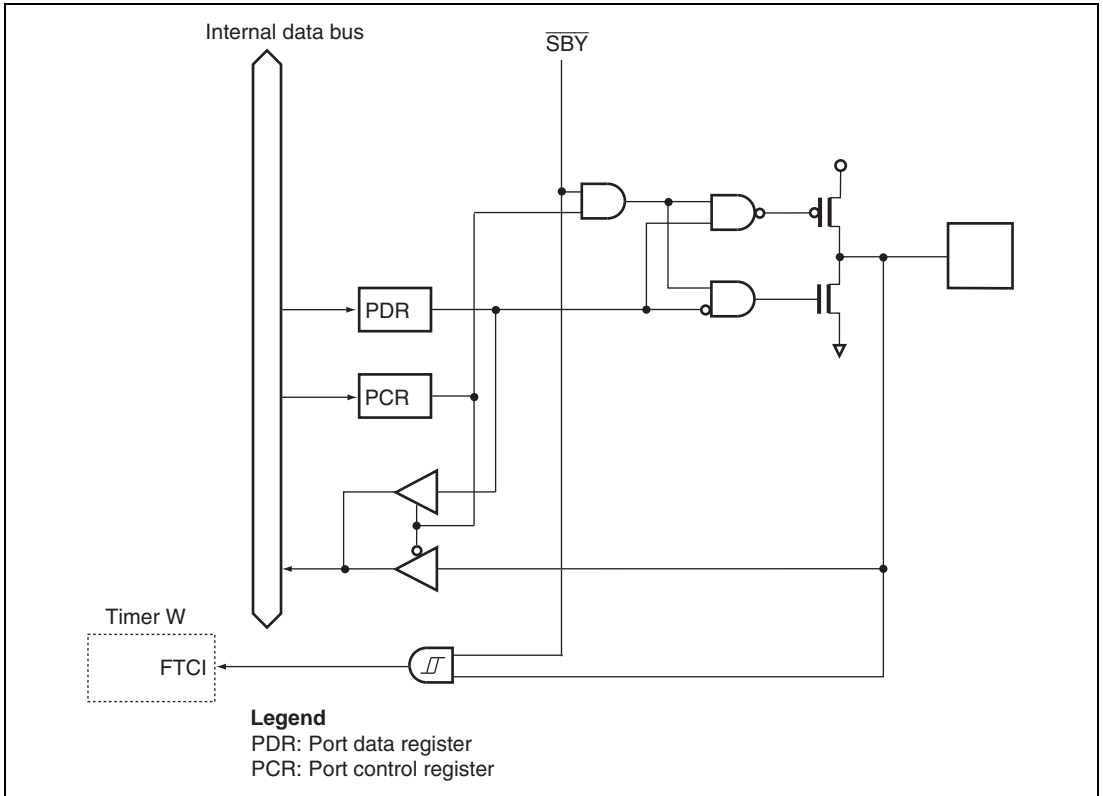 Internal data bus
SBY
PDR
PCR
Timer W
FTCI
Legend
PDR: Port data register
PCR: Port control register